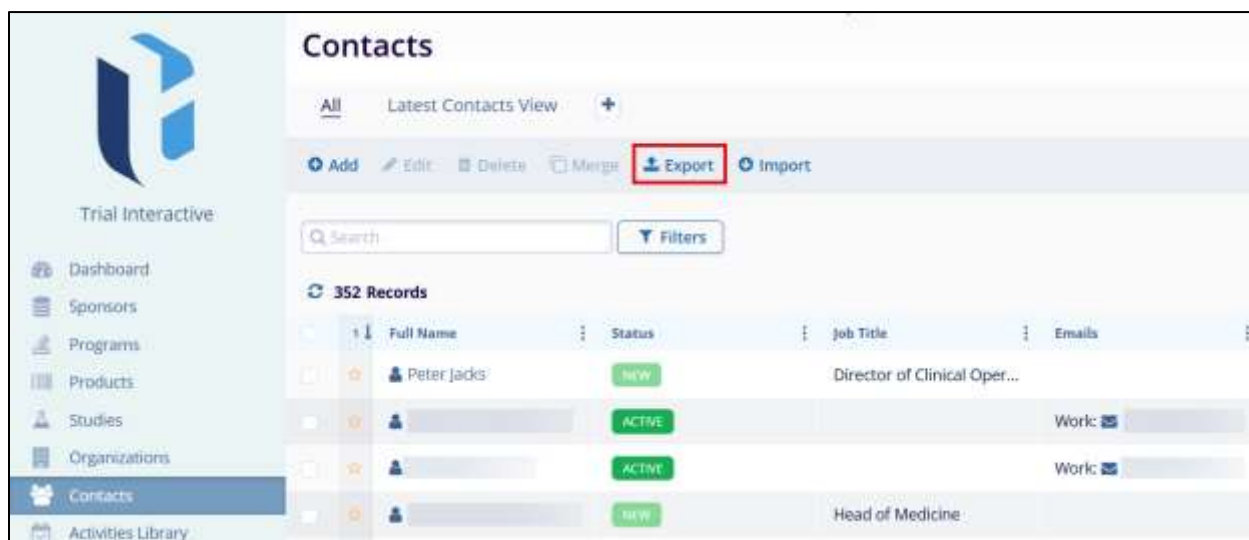 Contacts
All Latest Contacts View +
Add Edit Delete Merge Export Import
Trial Interactive
Search Filters
352 Records
Dashboard
Sponsors
Programs
Products
Studies
Organizations
Contacts
Activities Library
1 Full Name Status Job Title Emails
Peter Jacks NEW Director of Clinical Oper...
ACTIVE Work:
ACTIVE Work:
NEW Head of Medicine